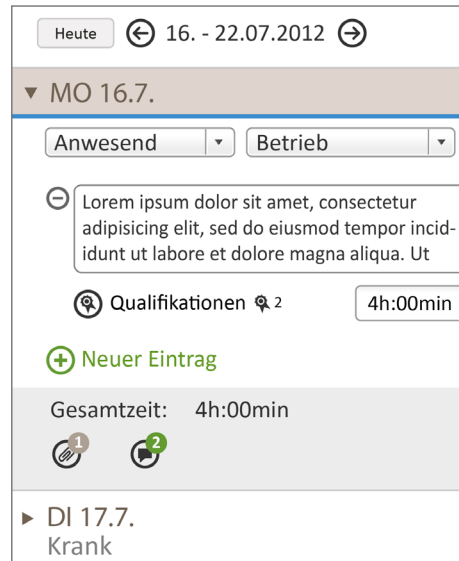 Heute 16. - 22.07.2012
MO 16.7.
Anwesend Betrieb
Lorem ipsum dolor sit amet, consectetur
adipisicing elit, sed do eiusmod tempor incid-
idunt ut labore et dolore magna aliqua. Ut
Qualifikationen 2 4h:00min
Neuer Eintrag
Gesamtzeit: 4h:00min
1 2
DI 17.7.
Krank